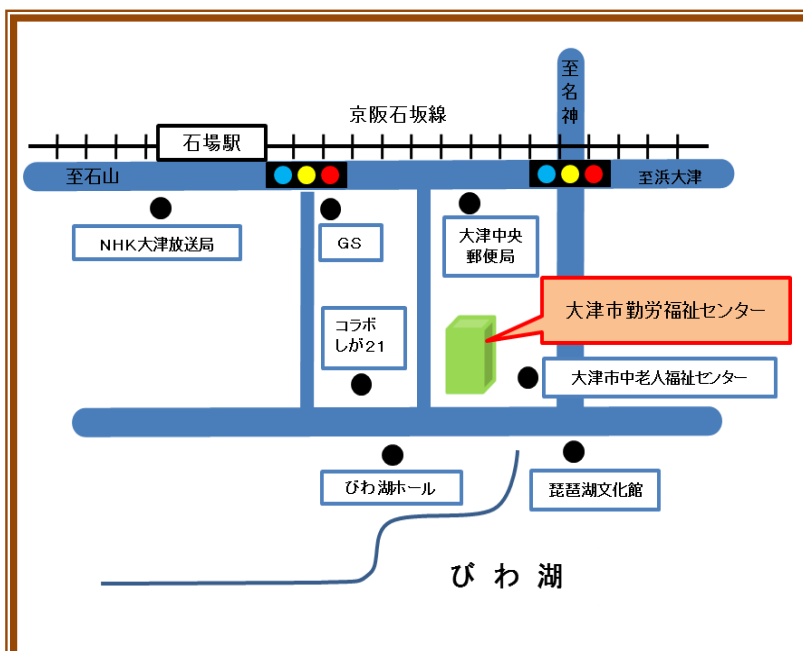 京阪石坂線
至名神
石場駅
至石山
至浜大津
NHK大津放送局
GS
大津中央
郵便局
大津市勤労福祉センター
コラボ
しが21
大津市中老人福祉センター
びわ湖ホール
琵琶湖文化館
びわ湖